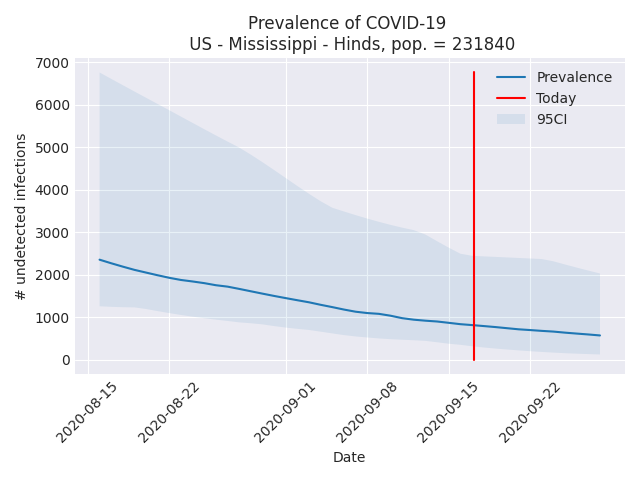 Prevalence of COVID-19
US - Mississippi - Hinds, pop. = 231840
7000
6000
5000
4000
3000
2000
1000
0
# undetected infections
Prevalence
Today
95CI
2020-08-15
2020-08-22
2020-09-01
2020-09-08
2020-09-15
2020-09-22
Date